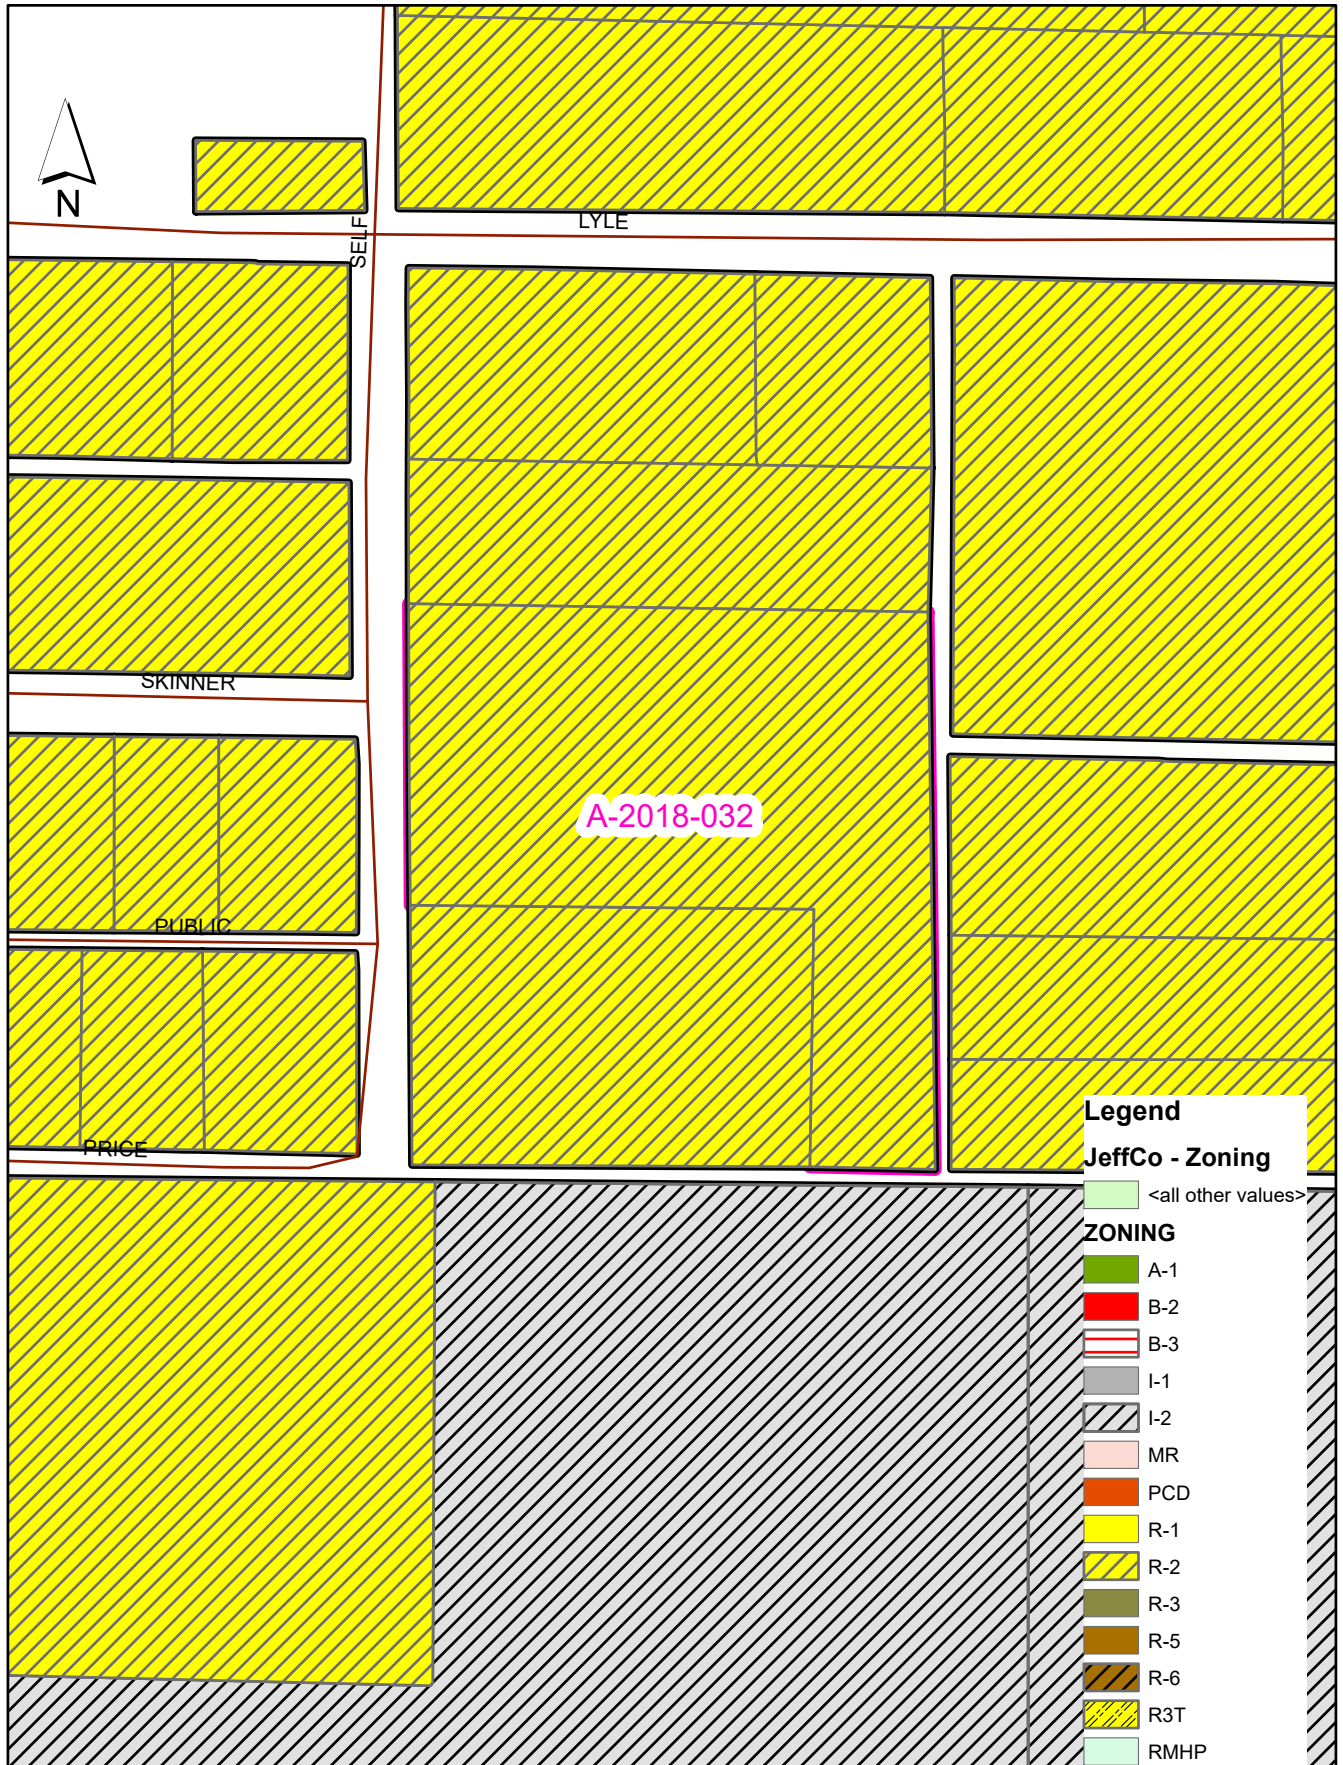 N
SELF
LYLE
SKINNER
A-2018-032
PUBLIC
PRICE
Legend
JeffCo - Zoning
<all other values>
ZONING
A-1
B-2
B-3
I-1
I-2
MR
PCD
R-1
R-2
R-3
R-5
R-6
R3T
RMHP